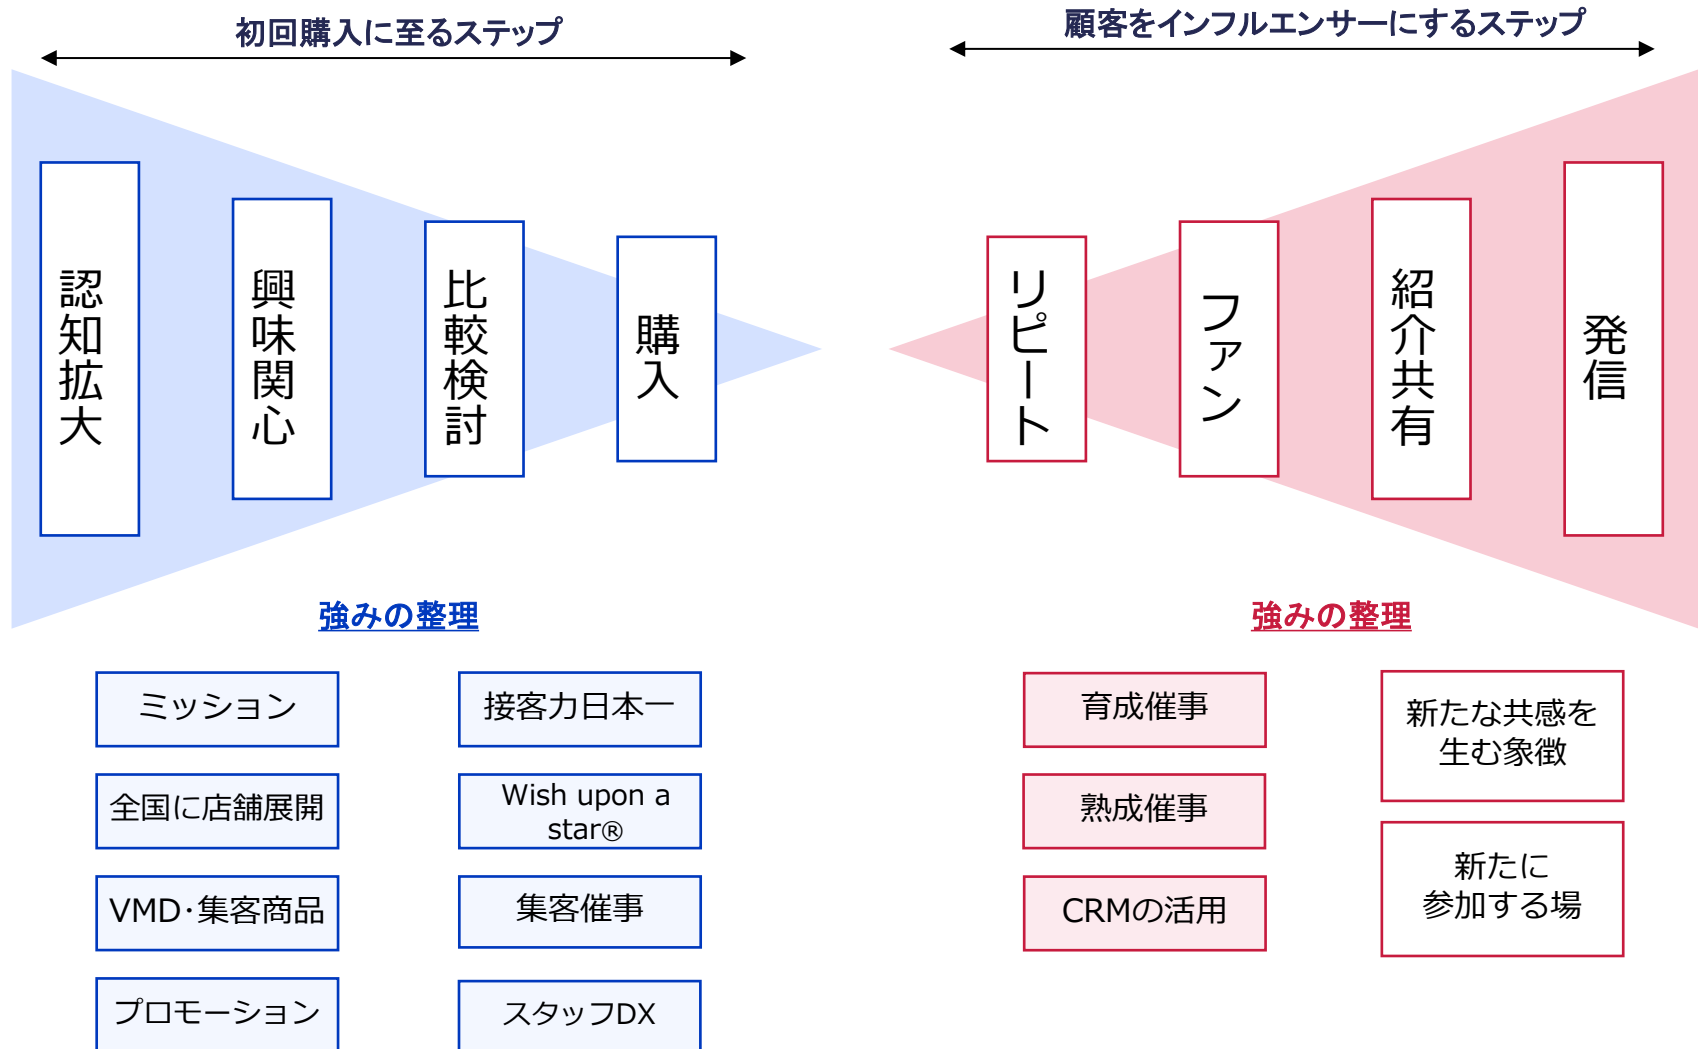 初回購入に至るステップ
顧客をインフルエンサーにするステップ
認知拡大
興味関心
比較検討
購入
リピート
ファン
紹介共有
発信
強みの整理
ミッション
接客力日本一
全国に店舗展開
Wish upon a
star®
VMD・集客商品
集客催事
プロモーション
スタッフDX
強みの整理
育成催事
熟成催事
CRMの活用
新たな共感を
生む象徴
新たに
参加する場